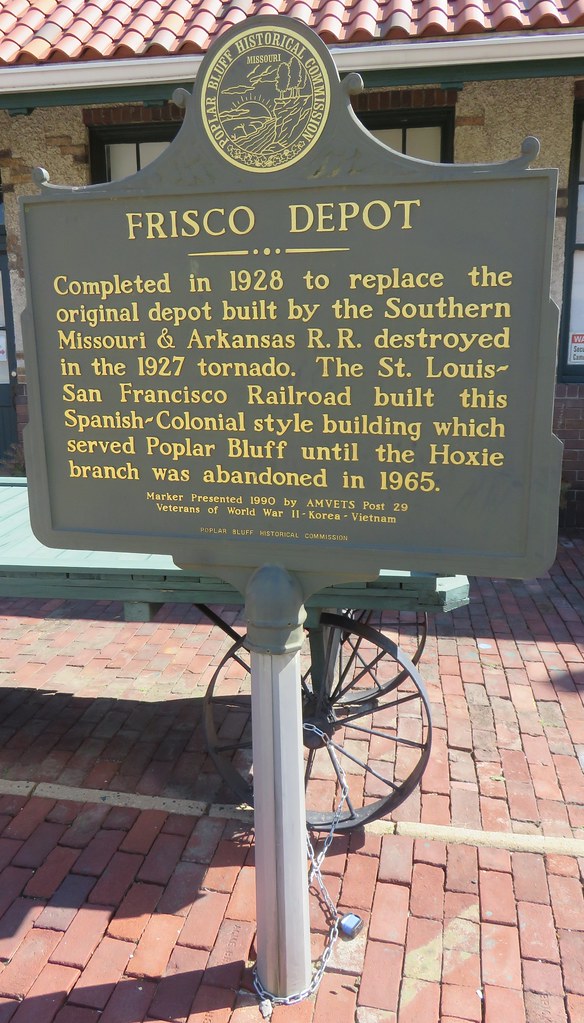 POPLAR BLUFF HISTORICAL COMMISSION
MISSOURI
FRISCO DEPOT
Completed in 1928 to replace the
original depot built by the Southern
Missouri & Arkansas R.R. destroyed
in the 1927 tornado. The St. Louis-
San Francisco Railroad built this
Spanish-Colonial style building which
served Poplar Bluff until the Hoxie
branch was abandoned in 1965.
Marker Presented 1990 by AMVETS Post 29
Veterans of World War II - Korea - Vietnam
POPLAR BLUFF HISTORICAL COMMISSION